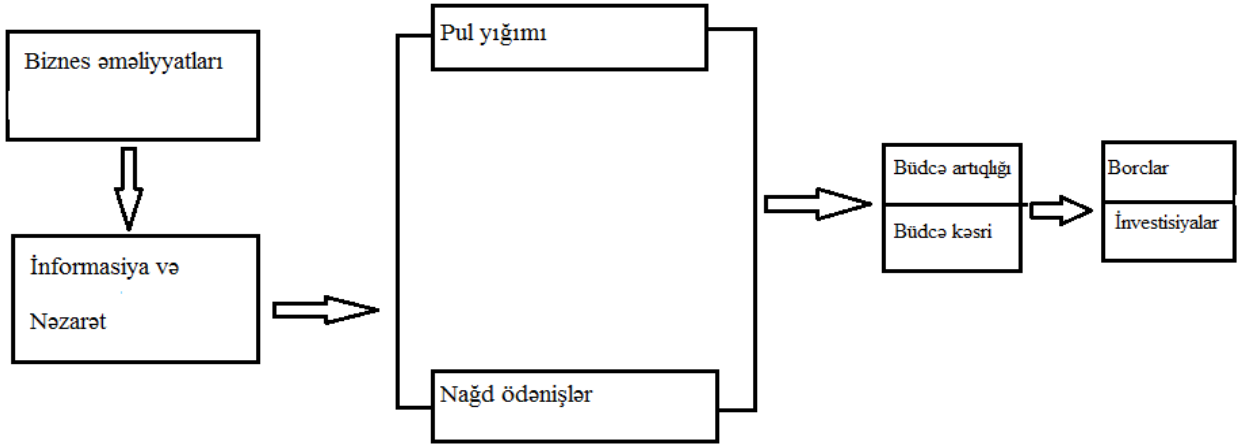 Biznes əməliyyatları
İnformasiya və
Nəzarət
Pul yığımı
Nağd ödənişlər
Büdcə artıqlığı
Büdcə kəsri
Borclar
İnvestisiyalar